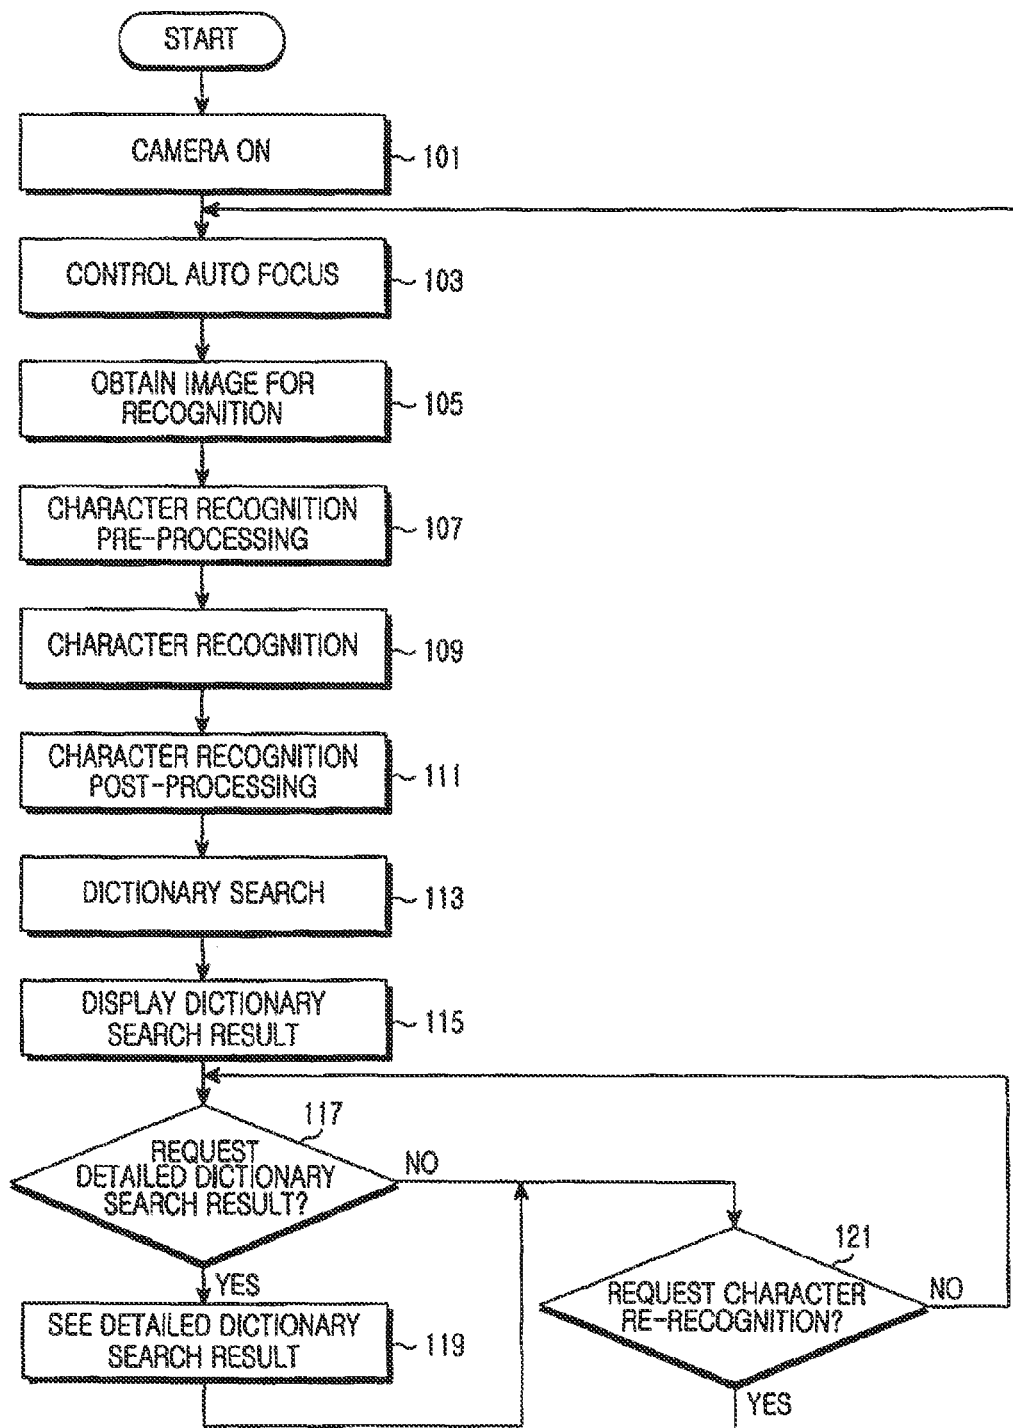 START
CAMERA ON
101
CONTROL AUTO FOCUS
103
OBTAIN IMAGE FOR
RECOGNITION
105
CHARACTER RECOGNITION
PRE-PROCESSING
107
CHARACTER RECOGNITION
109
CHARACTER RECOGNITION
POST-PROCESSING
111
DICTIONARY SEARCH
113
DISPLAY DICTIONARY
SEARCH RESULT
115
117
REQUEST
DETAILED DICTIONARY
SEARCH RESULT?
NO
YES
SEE DETAILED DICTIONARY
SEARCH RESULT
119
121
REQUEST CHARACTER
RE-RECOGNITION?
NO
YES